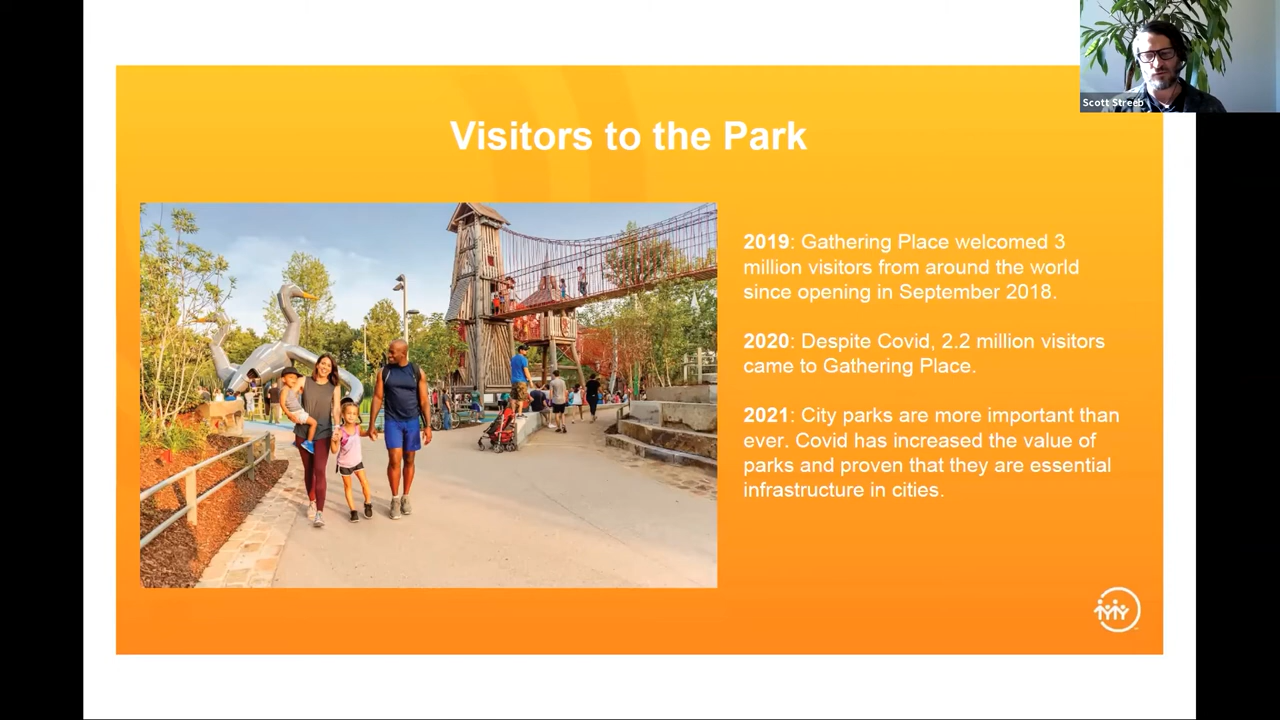 Scott Streeb
Visitors to the Park
2019: Gathering Place welcomed 3
million visitors from around the world
since opening in September 2018.
2020: Despite Covid, 2.2 million visitors
came to Gathering Place.
2021: City parks are more important than
ever. Covid has increased the value of
parks and proven that they are essential
infrastructure in cities.